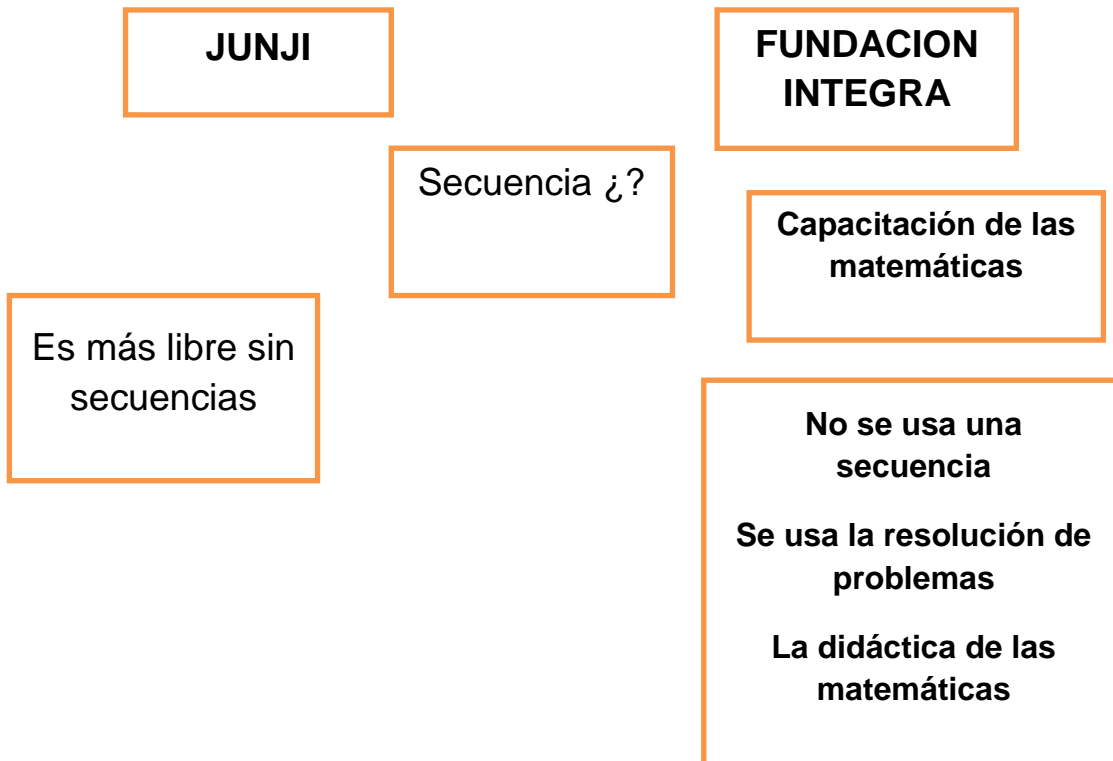 JUNJI
FUNDACION
INTEGRA
Secuencia ¿?
Capacitación de las
matemáticas
Es más libre sin
secuencias
No se usa una
secuencia
Se usa la resolución de
problemas
La didáctica de las
matemáticas